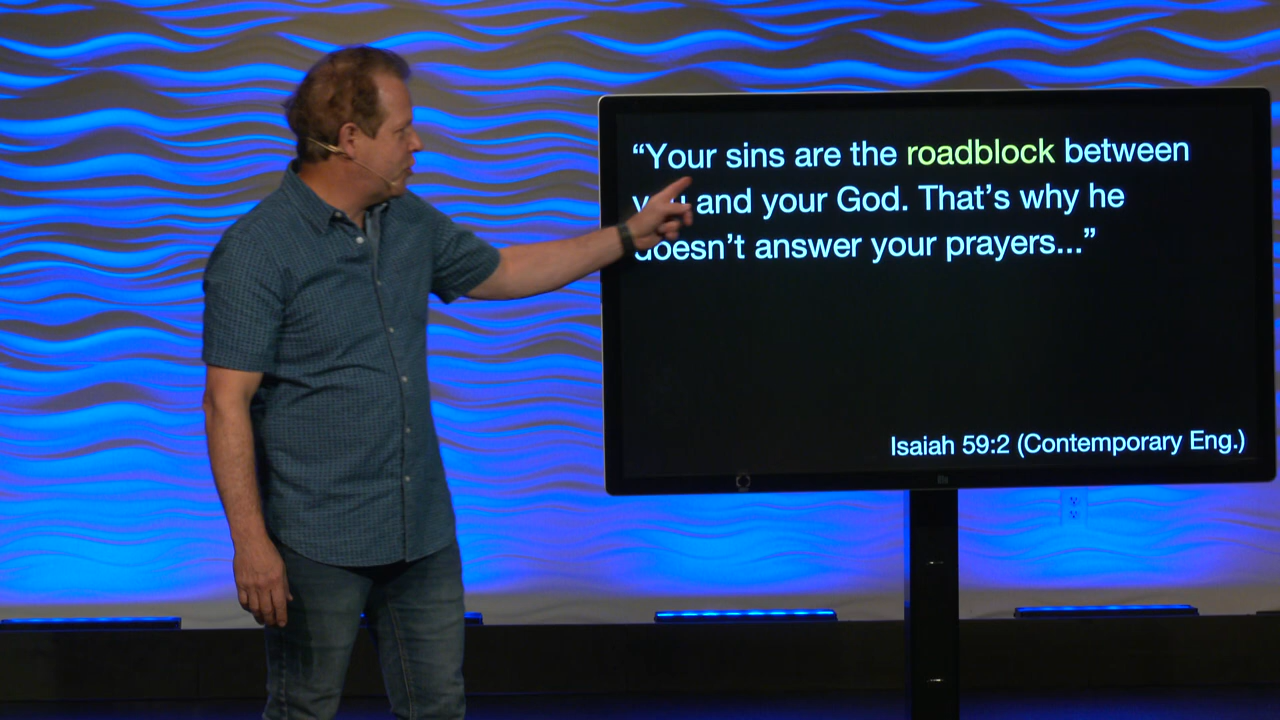 “Your sins are the roadblock between
you and your God. That’s why he
doesn’t answer your prayers...”
Isaiah 59:2 (Contemporary Eng.)